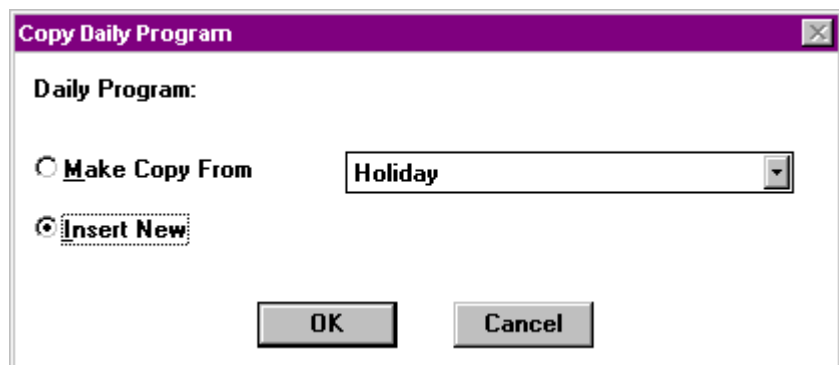 Copy Daily Program
Daily Program:
Make Copy From
Holiday
Insert New
OK
Cancel